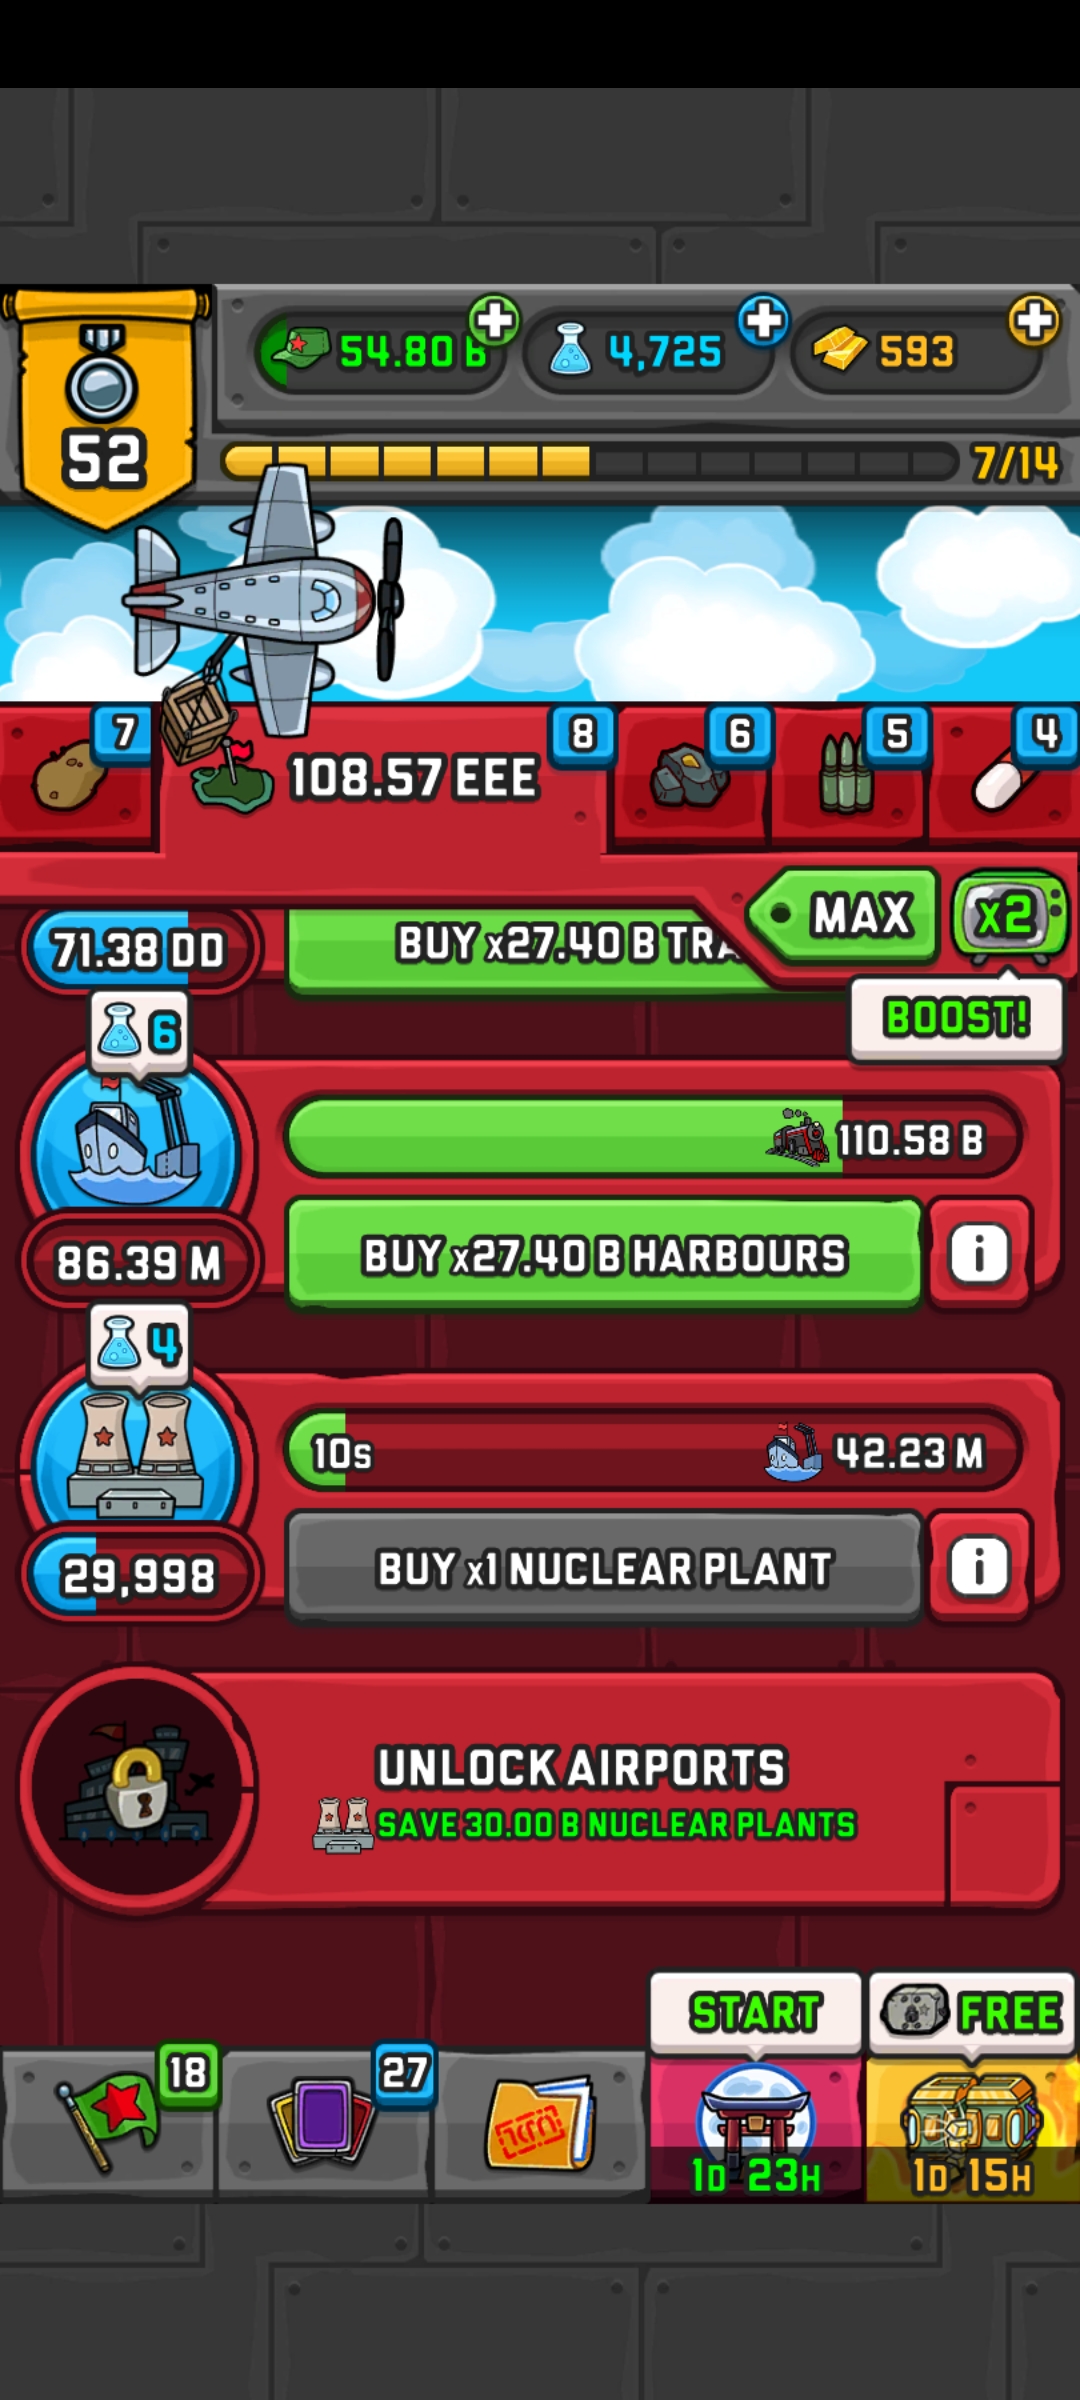 52
54.80 B
4,725
593
7/14
7
108.57 EEE
8
6
5
4
MAX
x2
BOOST!
71.38 DD
BUY x27.40 B TRA
6
110.58 B
86.39 M
BUY x27.40 B HARBOURS
i
4
10s
42.23 M
29,998
BUY x1 NUCLEAR PLANT
i
UNLOCK AIRPORTS
SAVE 30.00 B NUCLEAR PLANTS
START
FREE
18
27
1D 23H
1D 15H